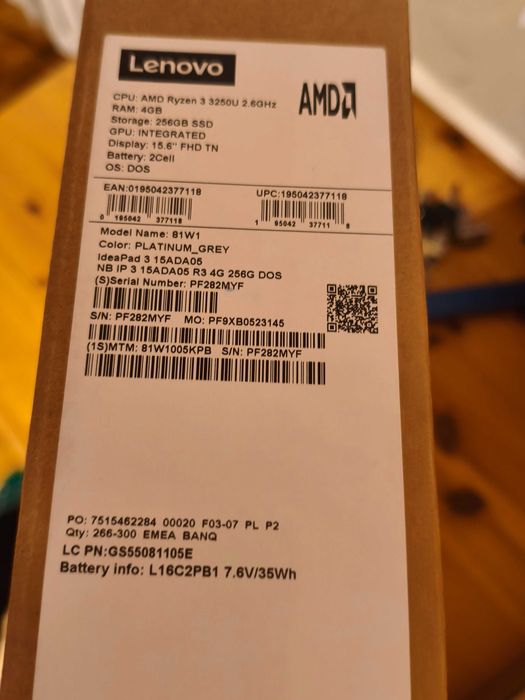 Lenovo
AMD
CPU: AMD Ryzen 3 3250U 2.6GHz
RAM: 4GB
Storage: 256GB SSD
GPU: INTEGRATED
Display: 15.6" FHD TN
Battery: 2Cell
OS: DOS
EAN:0195042377118 UPC:195042377118
0 195042 377118 1 95042 37711 8
Model Name: 81W1
Color: PLATINUM_GREY
IdeaPad 3 15ADA05
NB IP 3 15ADA05 R3 4G 256G DOS
(S)Serial Number: PF282MYF
S/N: PF282MYF MO: PF9XB0523145
(1S)MTM: 81W1005KPB S/N: PF282MYF
PO: 7515462284 00020 F03-07 PL P2
Qty: 266-300 EMEA BANQ
LC PN:GS55081105E
Battery info: L16C2PB1 7.6V/35Wh